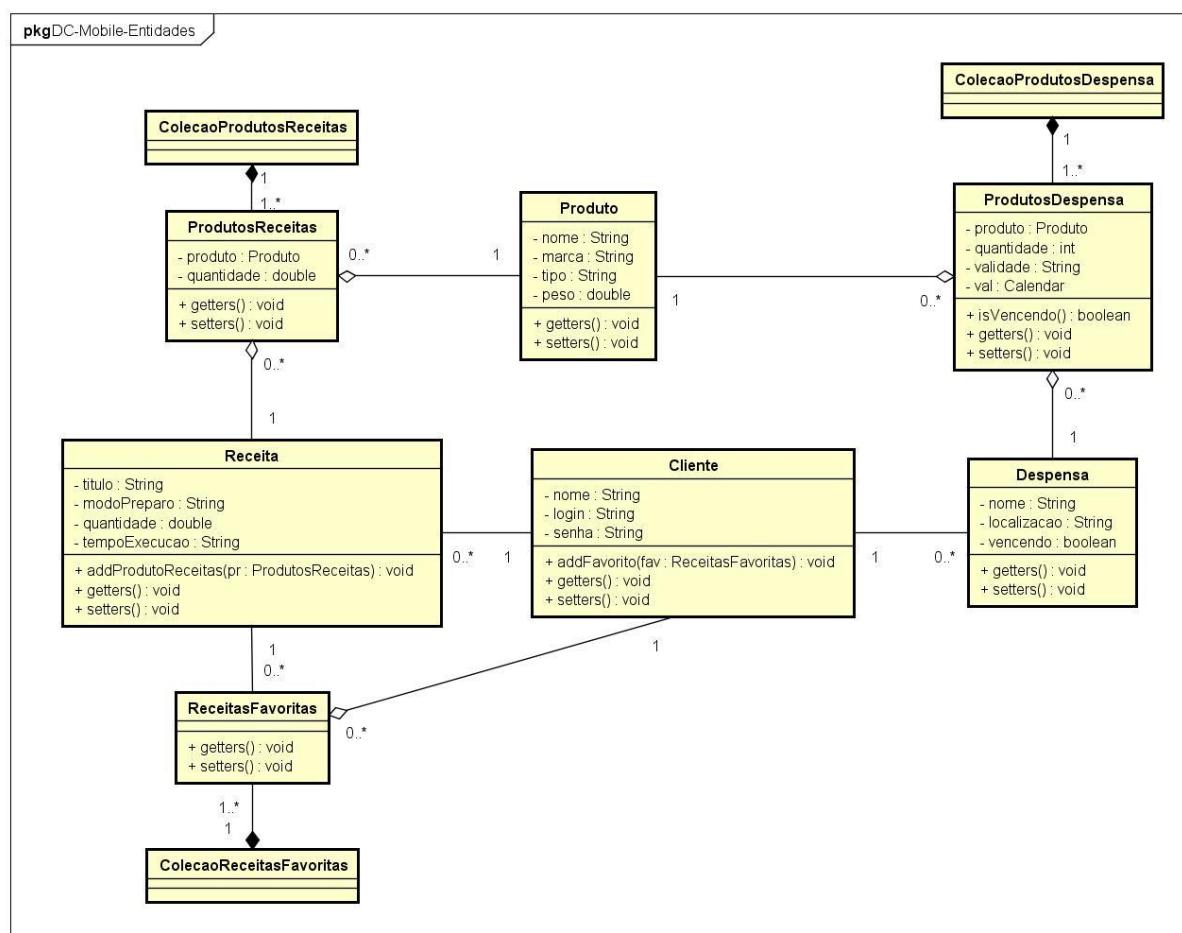 pkg DC-Mobile-Entidades
ColecaoProdutosDespensa
1
1..*
ColecaoProdutosReceitas
1
1..*
ProdutosReceitas
- produto : Produto
- quantidade : double
+ getters() : void
+ setters() : void
0..*
1
Produto
- nome : String
- marca : String
- tipo : String
- peso : double
+ getters() : void
+ setters() : void
1
0..*
ProdutosDespensa
- produto : Produto
- quantidade : int
- validade : String
- val : Calendar
+ isVencendo() : boolean
+ getters() : void
+ setters() : void
0..*
1
0..*
1
Receita
- titulo : String
- modoPreparo : String
- quantidade : double
- tempoExecucao : String
+ addProdutoReceitas(pr : ProdutosReceitas) : void
+ getters() : void
+ setters() : void
0..*
1
Cliente
- nome : String
- login : String
- senha : String
+ addFavorito(fav : ReceitasFavoritas) : void
+ getters() : void
+ setters() : void
1
0..*
Despensa
- nome : String
- localizacao : String
- vencendo : boolean
+ getters() : void
+ setters() : void
1
0..*
1
0..*
ReceitasFavoritas
+ getters() : void
+ setters() : void
1..*
1
ColecaoReceitasFavoritas